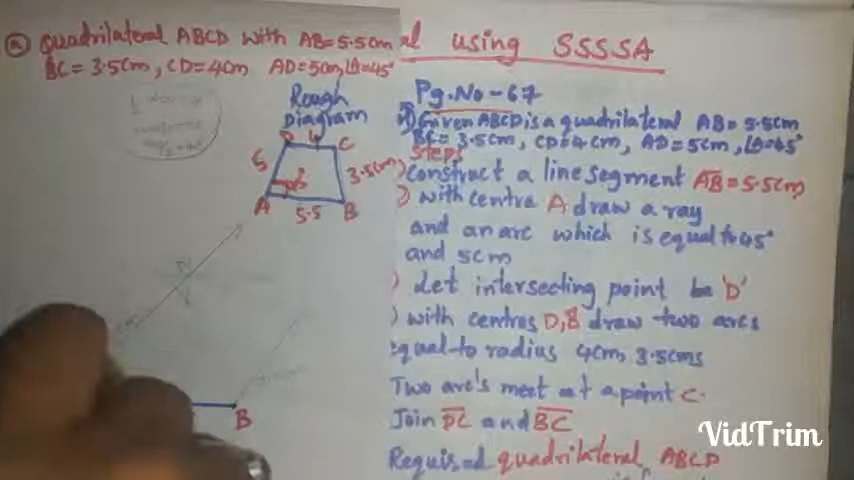 al using SSSSA
ⓐ quadrilateral ABCD with AB=5.5cm
BC = 3.5cm, CD=4cm AD=5cm, ∠A=45°
Rough
Diagram
D 4 C
5
3.5cm
A 5.5 B
Pg.No-67
Given ABCD is a quadrilateral AB= 5.5cm
BC= 3.5cm, CD=4cm, AD=5cm, ∠A=45°
Steps
construct a line segment AB=5.5cm
with centra A draw a ray
and an arc which is equal to 45°
and 5cm
Let intersecting point be 'D'
with centres D,B draw two arcs
equal-to radius 4cm, 3.5cms
Two arc's meet at a point C.
Join DC and BC
Required quadrilateral ABCD
B
VidTrim